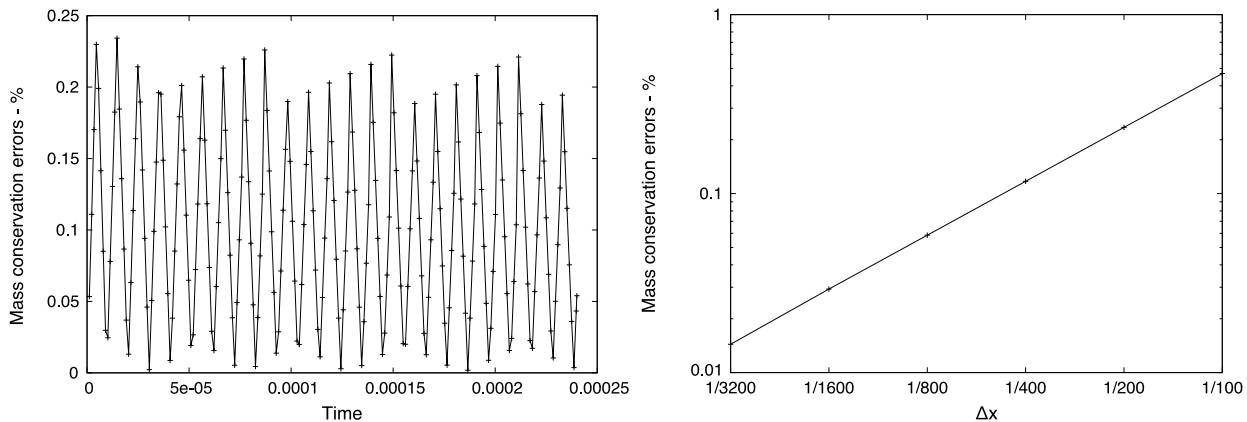 Mass conservation errors - %
0.25
0.2
0.15
0.1
0.05
0
0 5e-05 0.0001 0.00015 0.0002 0.00025
Time
Mass conservation errors - %
1
0.1
0.01
1/3200 1/1600 1/800 1/400 1/200 1/100
Δx